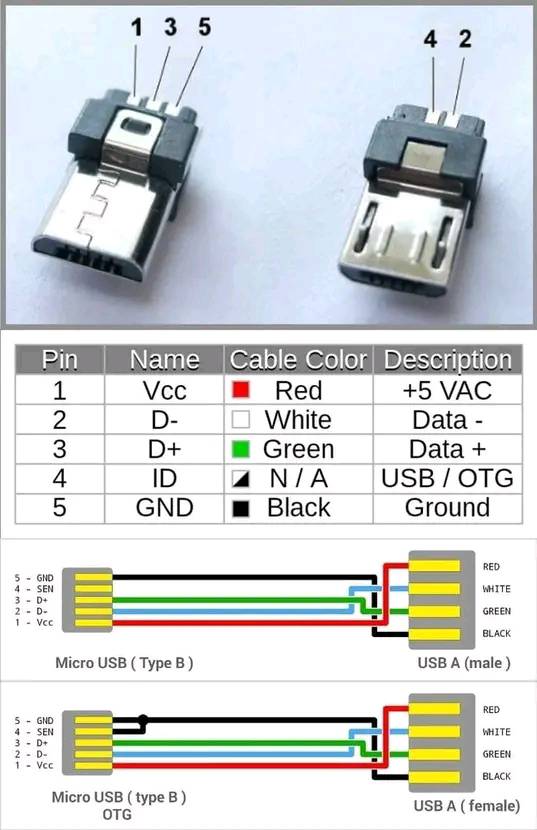 1 3 5
4 2
Pin Name Cable Color Description
1 Vcc Red +5 VAC
2 D- White Data -
3 D+ Green Data +
4 ID N / A USB / OTG
5 GND Black Ground
5 - GND
4 - SEN
3 - D+
2 - D-
1 - Vcc
RED
WHITE
GREEN
BLACK
Micro USB ( Type B )
USB A (male )
5 - GND
4 - SEN
3 - D+
2 - D-
1 - Vcc
RED
WHITE
GREEN
BLACK
Micro USB ( type B )
OTG
USB A ( female)